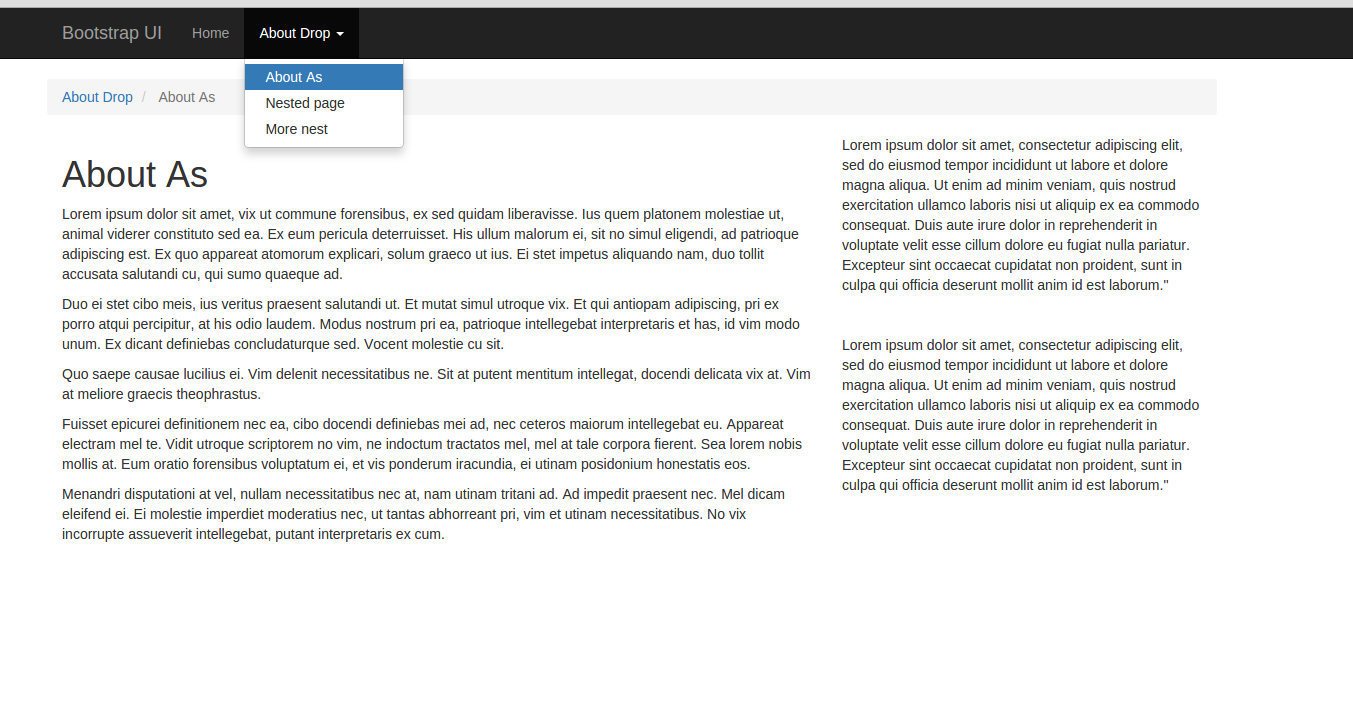 Bootstrap UI Home About Drop
About As
Nested page
More nest
About Drop / About As
About As
Lorem ipsum dolor sit amet, vix ut commune forensibus, ex sed quidam liberavisse. Ius quem platonem molestiae ut,
animal viderer constituto sed ea. Ex eum pericula deterruisset. His ullum malorum ei, sit no simul eligendi, ad patrioque
adipiscing est. Ex quo appareat atomorum explicari, solum graeco ut ius. Ei stet impetus aliquando nam, duo tollit
accusata salutandi cu, qui sumo quaeque ad.
Duo ei stet cibo meis, ius veritus praesent salutandi ut. Et mutat simul utroque vix. Et qui antiopam adipiscing, pri ex
porro atqui percipitur, at his odio laudem. Modus nostrum pri ea, patrioque intellegebat interpretaris et has, id vim modo
unum. Ex dicant definiebas concludaturque sed. Vocent molestie cu sit.
Quo saepe causae lucilius ei. Vim delenit necessitatibus ne. Sit at putent mentitum intellegat, docendi delicata vix at. Vim
at meliore graecis theophrastus.
Fuisset epicurei definitionem nec ea, cibo docendi definiebas mei ad, nec ceteros maiorum intellegebat eu. Appareat
electram mel te. Vidit utroque scriptorem no vim, ne indoctum tractatos mel, mel at tale corpora fierent. Sea lorem nobis
mollis at. Eum oratio forensibus voluptatum ei, et vis ponderum iracundia, ei utinam posidonium honestatis eos.
Menandri disputationi at vel, nullam necessitatibus nec at, nam utinam tritani ad. Ad impedit praesent nec. Mel dicam
eleifend ei. Ei molestie imperdiet moderatius nec, ut tantas abhorreant pri, vim et utinam necessitatibus. No vix
incorrupte assueverit intellegebat, putant interpretaris ex cum.
Lorem ipsum dolor sit amet, consectetur adipiscing elit,
sed do eiusmod tempor incididunt ut labore et dolore
magna aliqua. Ut enim ad minim veniam, quis nostrud
exercitation ullamco laboris nisi ut aliquip ex ea commodo
consequat. Duis aute irure dolor in reprehenderit in
voluptate velit esse cillum dolore eu fugiat nulla pariatur.
Excepteur sint occaecat cupidatat non proident, sunt in
culpa qui officia deserunt mollit anim id est laborum."
Lorem ipsum dolor sit amet, consectetur adipiscing elit,
sed do eiusmod tempor incididunt ut labore et dolore
magna aliqua. Ut enim ad minim veniam, quis nostrud
exercitation ullamco laboris nisi ut aliquip ex ea commodo
consequat. Duis aute irure dolor in reprehenderit in
voluptate velit esse cillum dolore eu fugiat nulla pariatur.
Excepteur sint occaecat cupidatat non proident, sunt in
culpa qui officia deserunt mollit anim id est laborum."